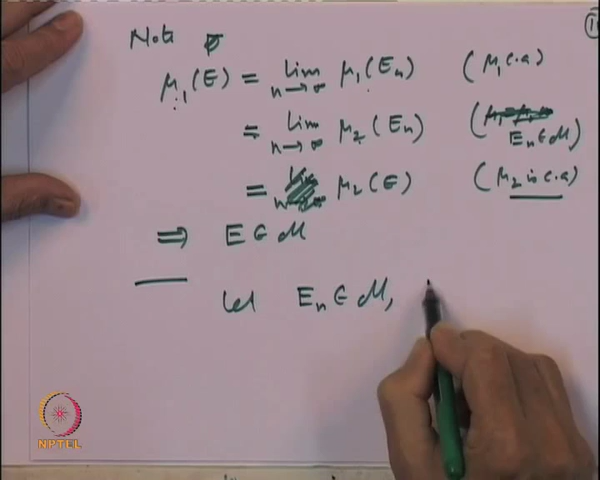 Note
μ₁(E) = lim n→∞ μ₁(Eₙ) (μ₁ c.a)
= lim n→∞ μ₂(Eₙ) (Eₙ ∈ M)
= μ₂(E) (μ₂ is c.a)
⇒ E ∈ M
Let Eₙ ∈ M,
NPTEL